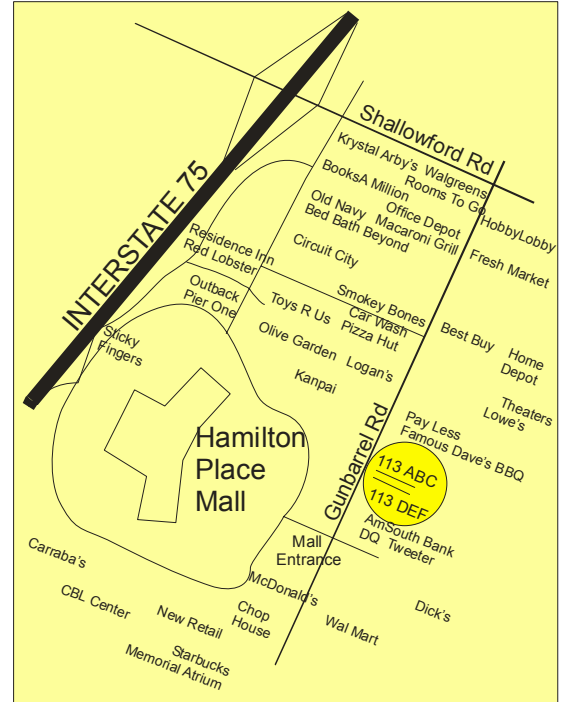 Shallowford Rd
Krystal Arby's Walgreens
BooksA Million Rooms To Go
Old Navy Office Depot HobbyLobby
Bed Bath Beyond Macaroni Grill
INTERSTATE 75
Residence Inn
Red Lobster
Circuit City
Fresh Market
Outback
Pier One
Toys R Us
Smokey Bones
Car Wash
Pizza Hut
Best Buy
Home
Depot
Sticky
Fingers
Olive Garden
Logan's
Kanpai
Theaters
Lowe's
Hamilton
Place
Mall
Gunbarrel Rd
Pay Less
Famous Dave's BBQ
113 ABC
113 DEF
AmSouth Bank
DQ Tweeter
Mall
Entrance
Carraba's
CBL Center
New Retail
Chop
House
McDonald's
Wal Mart
Dick's
Starbucks
Memorial Atrium